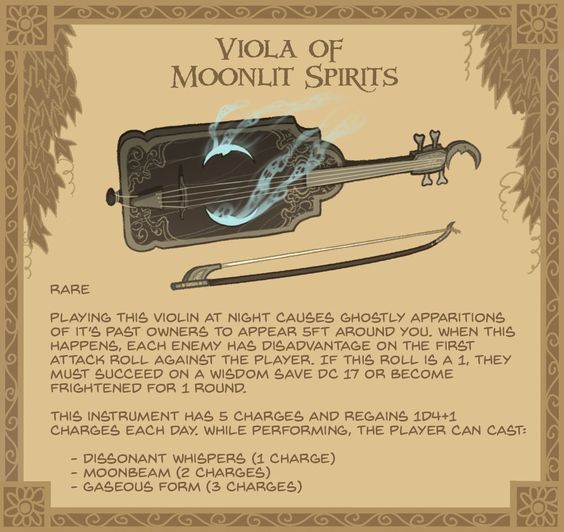 VIOLA OF
MOONLIT SPIRITS
RARE
PLAYING THIS VIOLIN AT NIGHT CAUSES GHOSTLY APPARITIONS
OF IT'S PAST OWNERS TO APPEAR 5FT AROUND YOU. WHEN THIS
HAPPENS, EACH ENEMY HAS DISADVANTAGE ON THE FIRST
ATTACK ROLL AGAINST THE PLAYER. IF THIS ROLL IS A 1, THEY
MUST SUCCEED ON A WISDOM SAVE DC 17 OR BECOME
FRIGHTENED FOR 1 ROUND.
THIS INSTRUMENT HAS 5 CHARGES AND REGAINS 1D4+1
CHARGES EACH DAY. WHILE PERFORMING, THE PLAYER CAN CAST:
- DISSONANT WHISPERS (1 CHARGE)
- MOONBEAM (2 CHARGES)
- GASEOUS FORM (3 CHARGES)